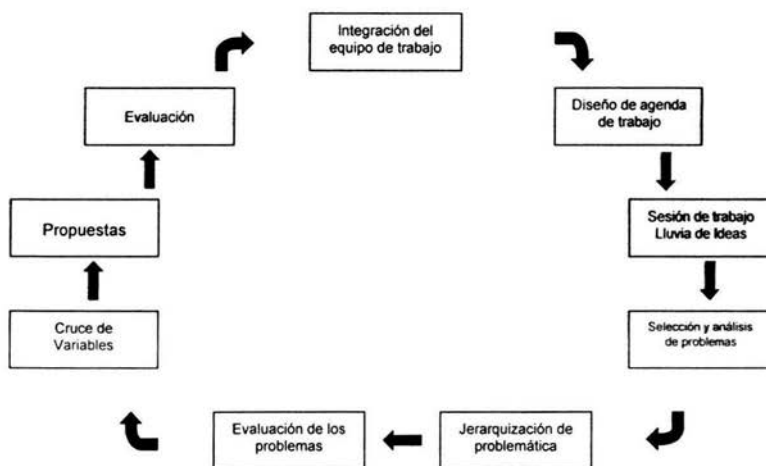 Integración del
equipo de trabajo
Diseño de agenda
de trabajo
Sesión de trabajo
Lluvia de Ideas
Selección y análisis
de problemas
Jerarquización de
problemática
Evaluación de los
problemas
Cruce de
Variables
Propuestas
Evaluación